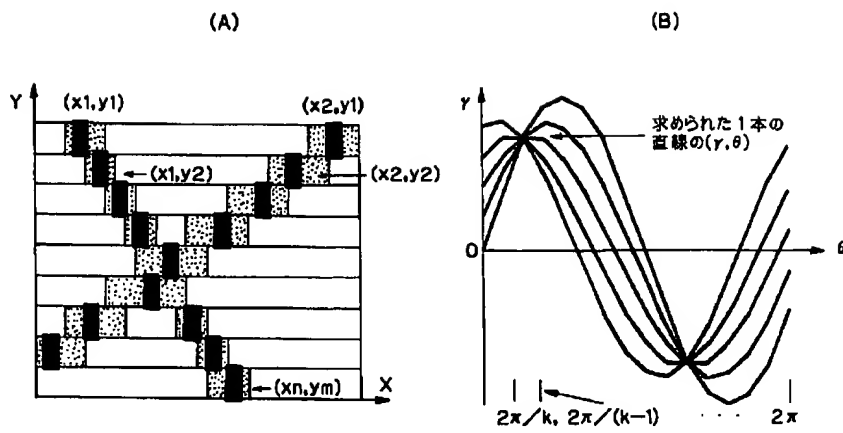 (A)
(B)
Y
(x1,y1)
(x2,y1)
(x1,y2)
(x2,y2)
(xn,ym)
X
γ
求められた1本の
直線の(γ,θ)
0
θ
2π/k, 2π/(k-1)
· · · ·
2π